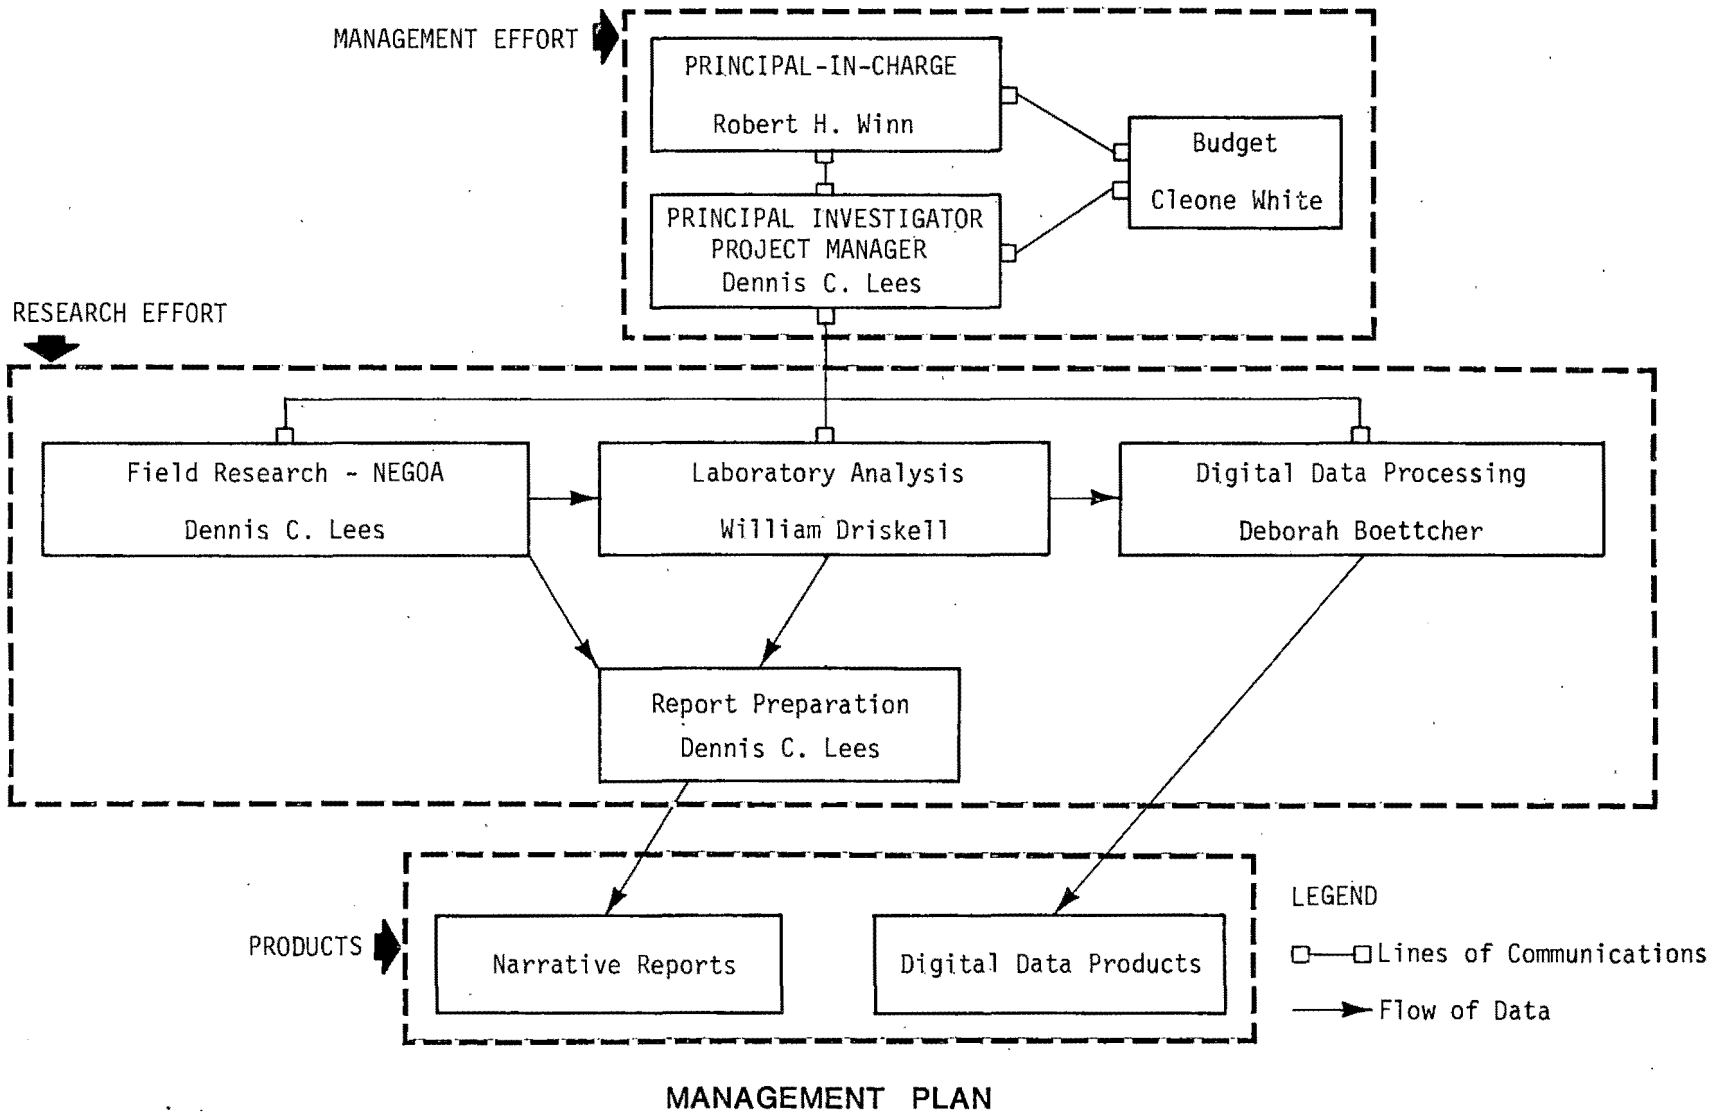 MANAGEMENT EFFORT
PRINCIPAL-IN-CHARGE
Robert H. Winn
Budget
Cleone White
PRINCIPAL INVESTIGATOR
PROJECT MANAGER
Dennis C. Lees
RESEARCH EFFORT
Field Research - NEGOA
Dennis C. Lees
Laboratory Analysis
William Driskell
Digital Data Processing
Deborah Boettcher
Report Preparation
Dennis C. Lees
PRODUCTS
Narrative Reports
Digital Data Products
LEGEND
Lines of Communications
Flow of Data
MANAGEMENT PLAN